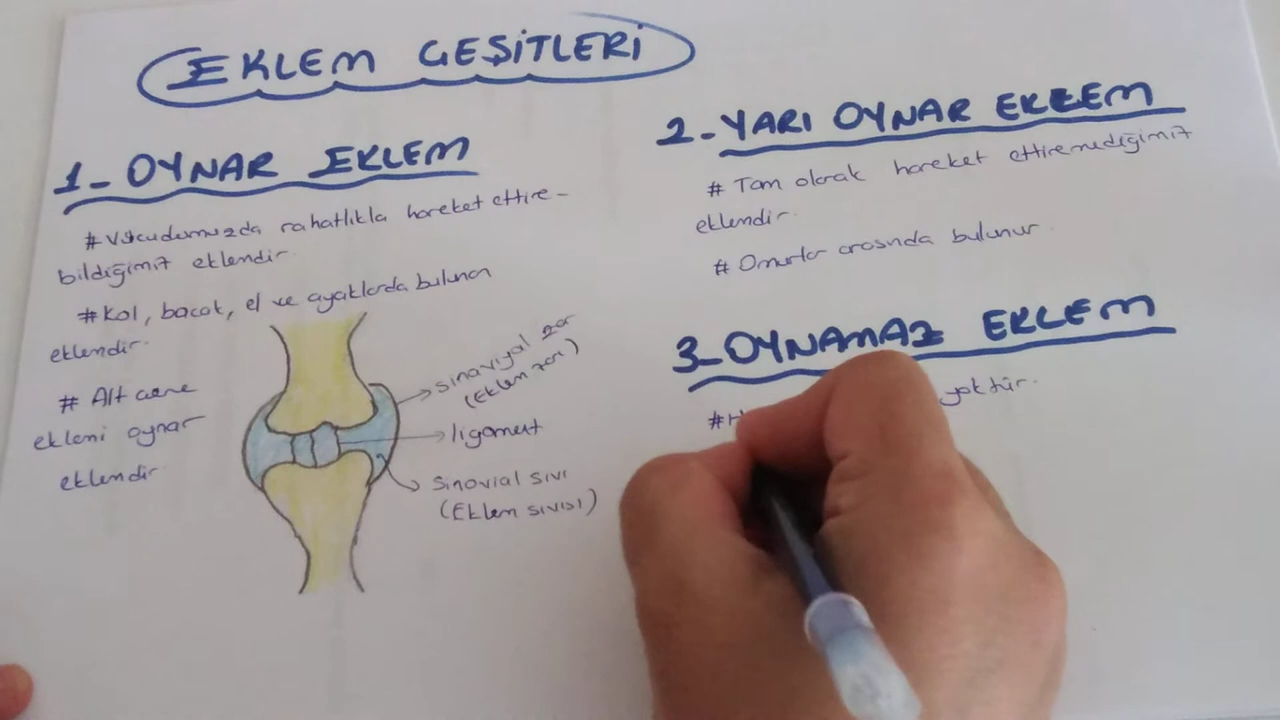 EKLEM ÇEŞİTLERİ
1- OYNAR EKLEM
# Vücudumuzda rahatlıkla hareket ettire-
bildiğimiz eklemdir.
# Kol, bacak, el ve ayaklarda bulunan
eklemdir.
# Alt çene
eklemi oynar
eklemdir
sinoviyal zar
(Eklem zarı)
ligament
Sinovial sıvı
(Eklem sıvısı)
2- YARI OYNAR EKLEM
# Tam olarak hareket ettiremediğimiz
eklemdir.
# Omurlar arasında bulunur.
3- OYNAMAZ EKLEM
#H yoktur.